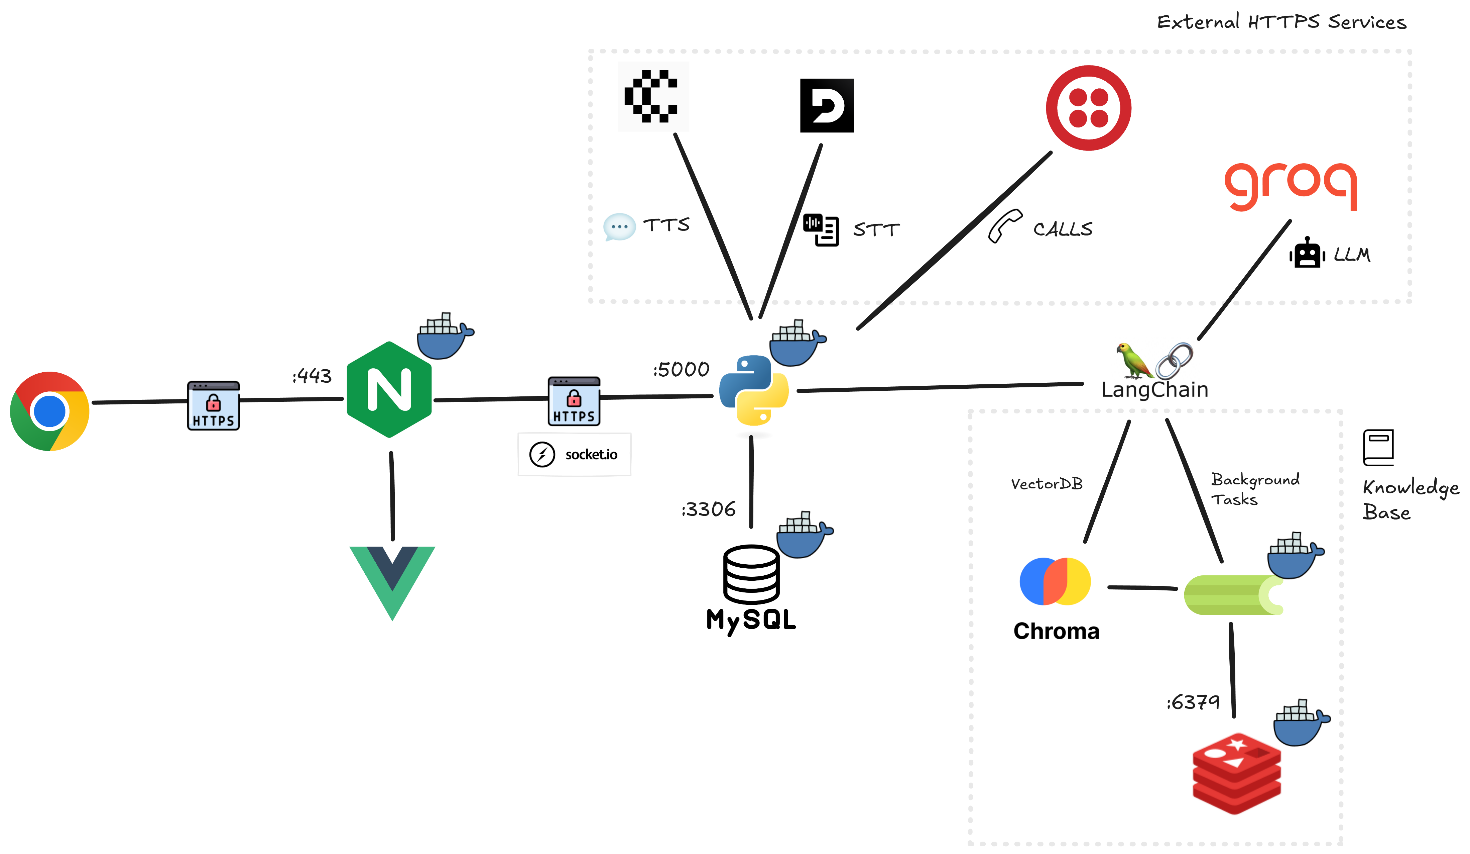 External HTTPS Services
groq
TTS
STT
CALLS
LLM
:443
HTTPS
:5000
HTTPS
socket.io
LangChain
VectorDB
Background
Tasks
Knowledge
Base
:3306
MySQL
Chroma
:6379